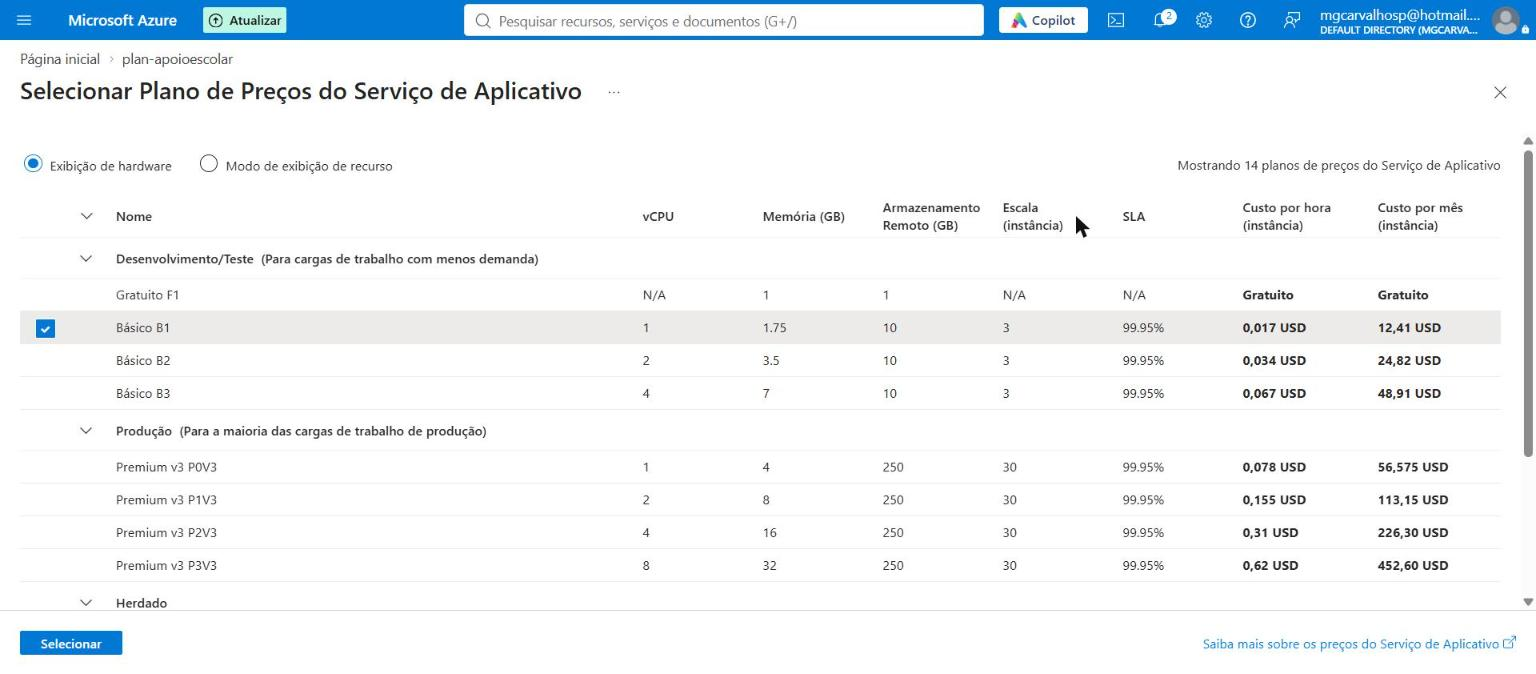 Microsoft Azure
Atualizar
Pesquisar recursos, serviços e documentos (G+/)
Copilot
2
mgcarvalhosp@hotmail....
DEFAULT DIRECTORY (MGCARVA...
Página inicial > plan-apoioescolar
Selecionar Plano de Preços do Serviço de Aplicativo ...
Exibição de hardware Modo de exibição de recurso Mostrando 14 planos de preços do Serviço de Aplicativo
Nome vCPU Memória (GB) Armazenamento Remoto (GB) Escala (instância) SLA Custo por hora (instância) Custo por mês (instância)
Desenvolvimento/Teste (Para cargas de trabalho com menos demanda)
Gratuito F1 N/A 1 1 N/A N/A Gratuito Gratuito
Básico B1 1 1.75 10 3 99.95% 0,017 USD 12,41 USD
Básico B2 2 3.5 10 3 99.95% 0,034 USD 24,82 USD
Básico B3 4 7 10 3 99.95% 0,067 USD 48,91 USD
Produção (Para a maioria das cargas de trabalho de produção)
Premium v3 P0V3 1 4 250 30 99.95% 0,078 USD 56,575 USD
Premium v3 P1V3 2 8 250 30 99.95% 0,155 USD 113,15 USD
Premium v3 P2V3 4 16 250 30 99.95% 0,31 USD 226,30 USD
Premium v3 P3V3 8 32 250 30 99.95% 0,62 USD 452,60 USD
Herdado
Selecionar
Saiba mais sobre os preços do Serviço de Aplicativo